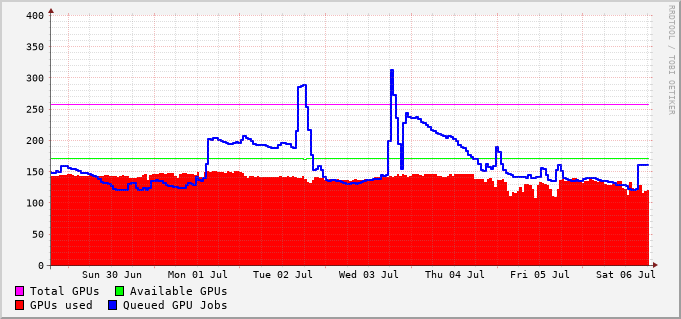 400
350
300
250
200
150
100
50
0
Sun 30 Jun Mon 01 Jul Tue 02 Jul Wed 03 Jul Thu 04 Jul Fri 05 Jul Sat 06 Jul
Total GPUs Available GPUs
GPUs used Queued GPU Jobs
RRDTOOL / TOBI OETIKER